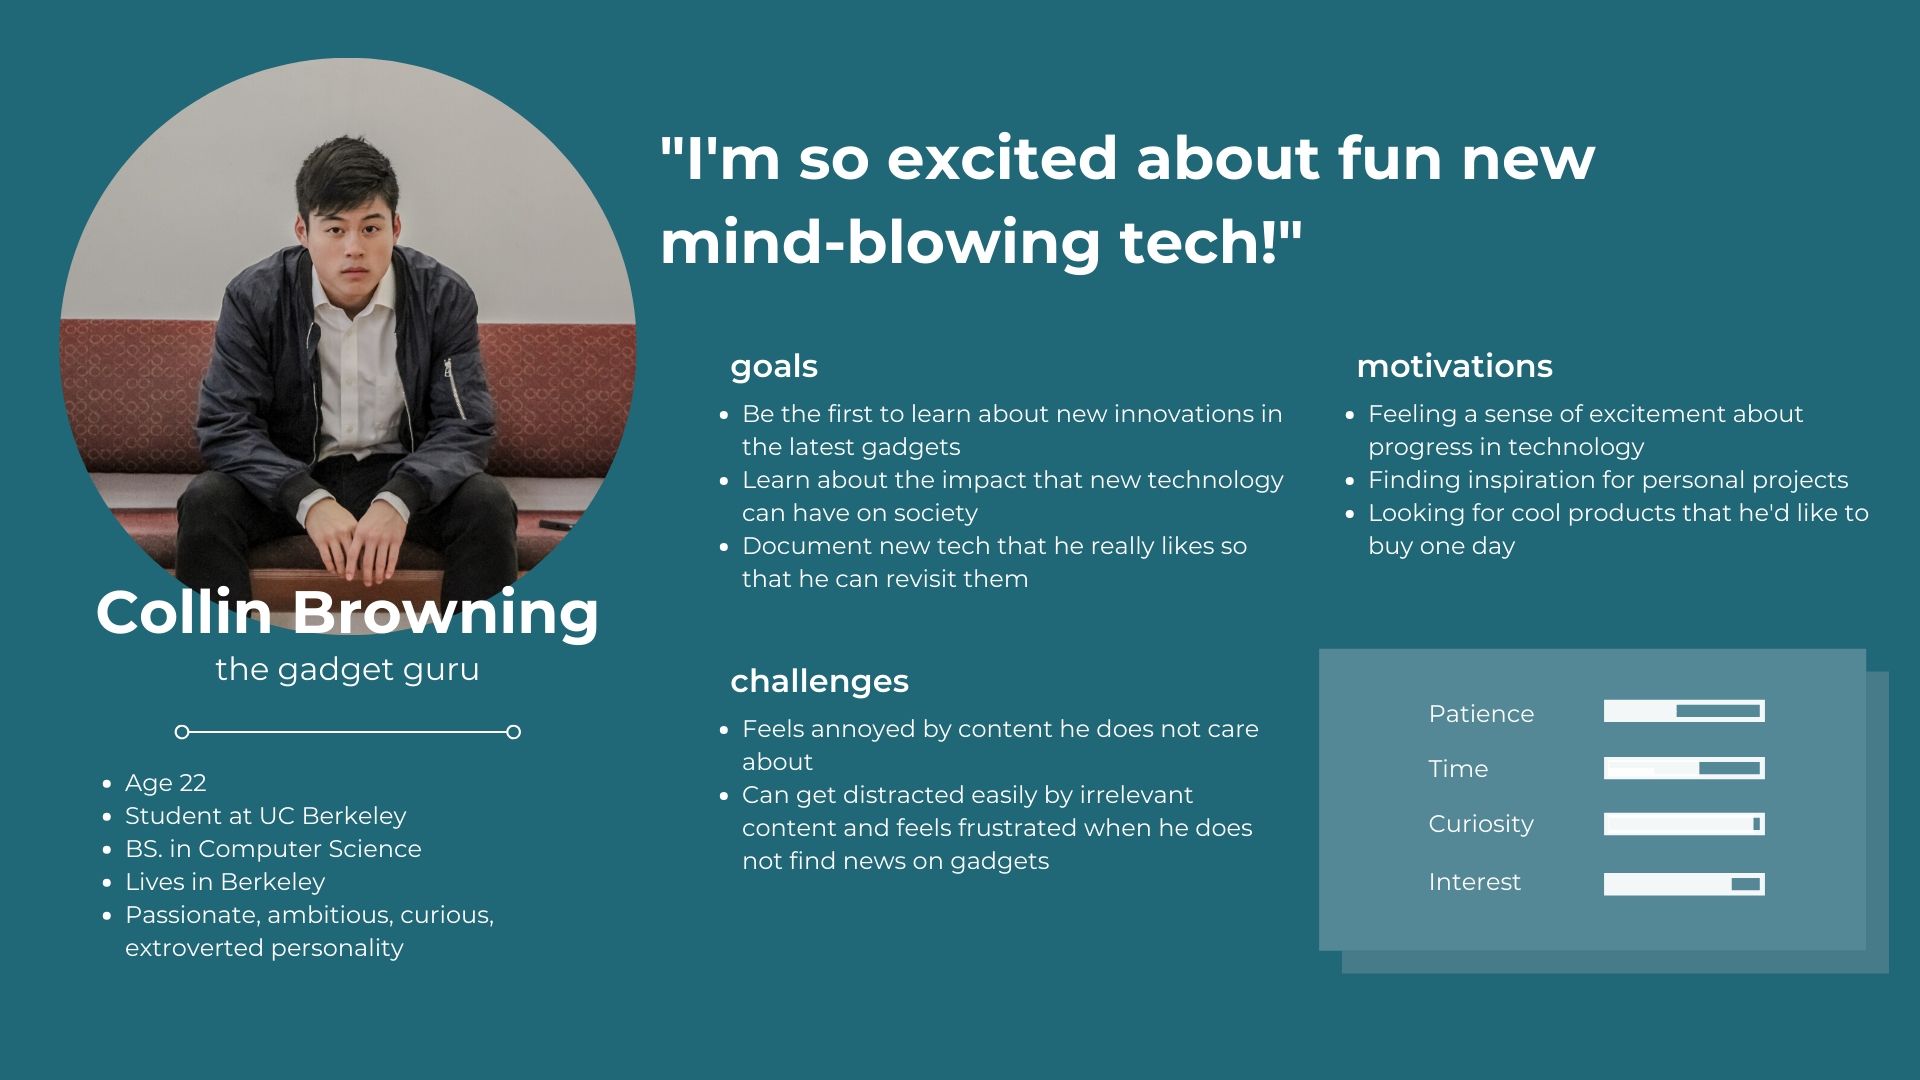 "I'm so excited about fun new
mind-blowing tech!"
Collin Browning
the gadget guru
Age 22
Student at UC Berkeley
BS. in Computer Science
Lives in Berkeley
Passionate, ambitious, curious,
extroverted personality
goals
Be the first to learn about new innovations in
the latest gadgets
Learn about the impact that new technology
can have on society
Document new tech that he really likes so
that he can revisit them
motivations
Feeling a sense of excitement about
progress in technology
Finding inspiration for personal projects
Looking for cool products that he'd like to
buy one day
challenges
Feels annoyed by content he does not care
about
Can get distracted easily by irrelevant
content and feels frustrated when he does
not find news on gadgets
Patience
Time
Curiosity
Interest